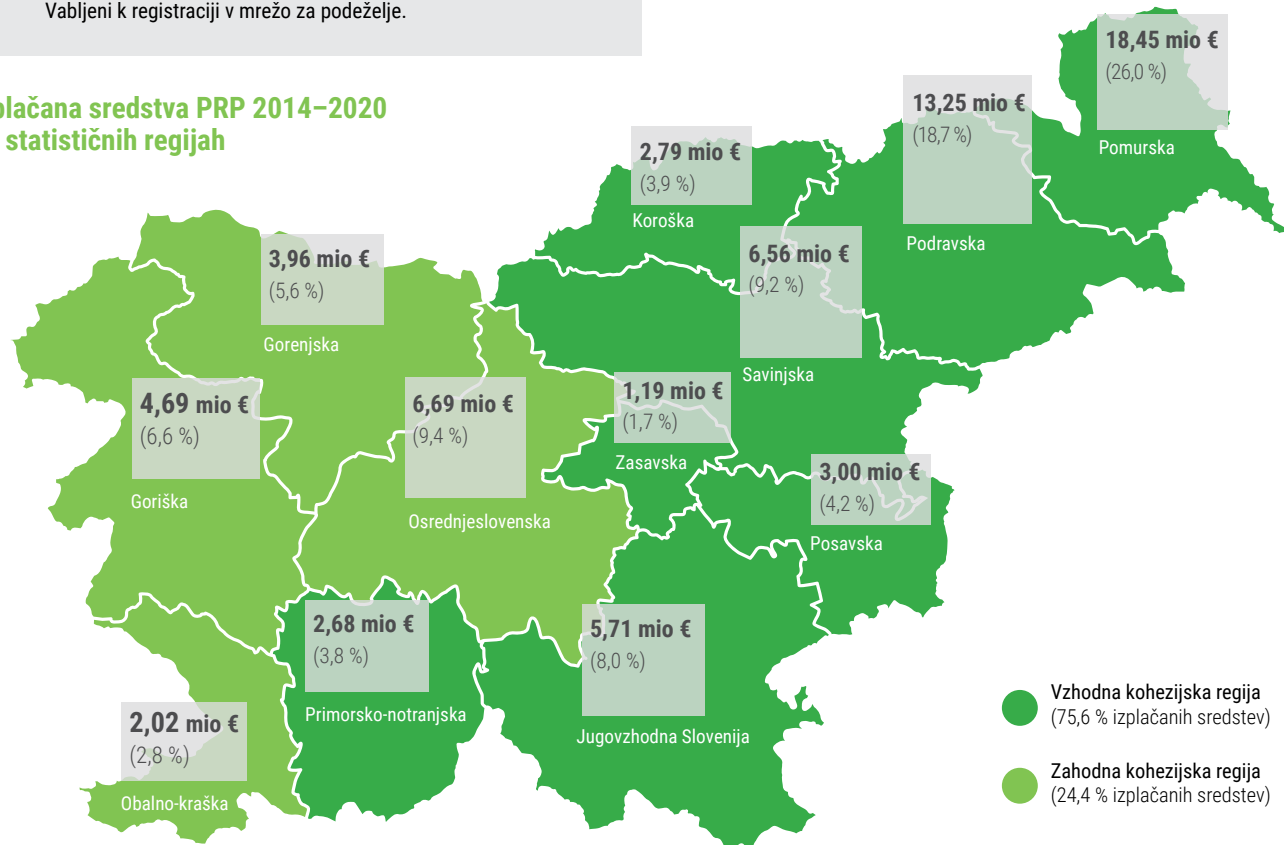 Vabljeni k registraciji v mrežo za podeželje.
plačana sredstva PRP 2014–2020
statističnih regijah
18,45 mio €
(26,0 %)
Pomurska
13,25 mio €
(18,7 %)
Podravska
2,79 mio €
(3,9 %)
Koroška
6,56 mio €
(9,2 %)
Savinjska
3,96 mio €
(5,6 %)
Gorenjska
4,69 mio €
(6,6 %)
Goriška
6,69 mio €
(9,4 %)
Osrednjeslovenska
1,19 mio €
(1,7 %)
Zasavska
3,00 mio €
(4,2 %)
Posavska
2,68 mio €
(3,8 %)
Primorsko-notranjska
5,71 mio €
(8,0 %)
Jugovzhodna Slovenija
2,02 mio €
(2,8 %)
Obalno-kraška
Vzhodna kohezijska regija
(75,6 % izplačanih sredstev)
Zahodna kohezijska regija
(24,4 % izplačanih sredstev)